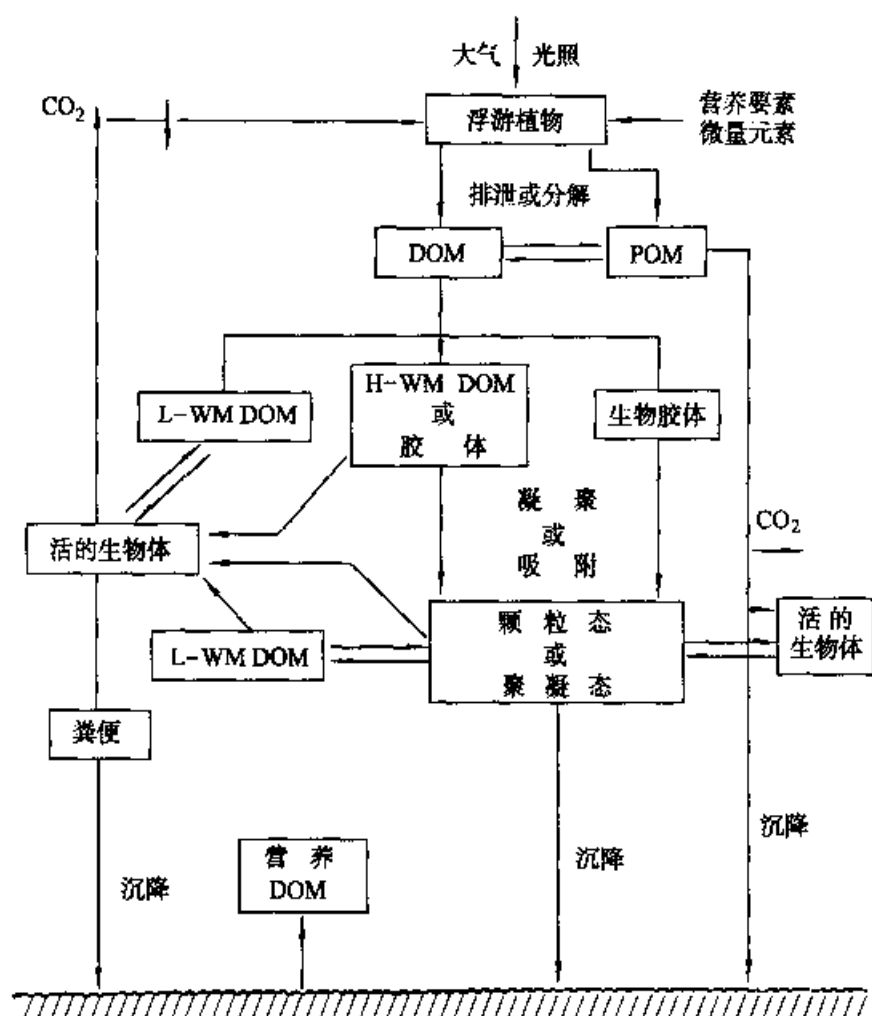 大气 光照
CO₂
浮游植物
营养要素
微量元素
排泄或分解
DOM
POM
L-WM DOM
H-WM DOM
或
胶 体
生物胶体
凝 聚
或
吸 附
CO₂
活的生物体
L-WM DOM
颗 粒 态
或
聚 凝 态
活 的
生物体
粪便
沉降
营 养
DOM
沉降
沉降